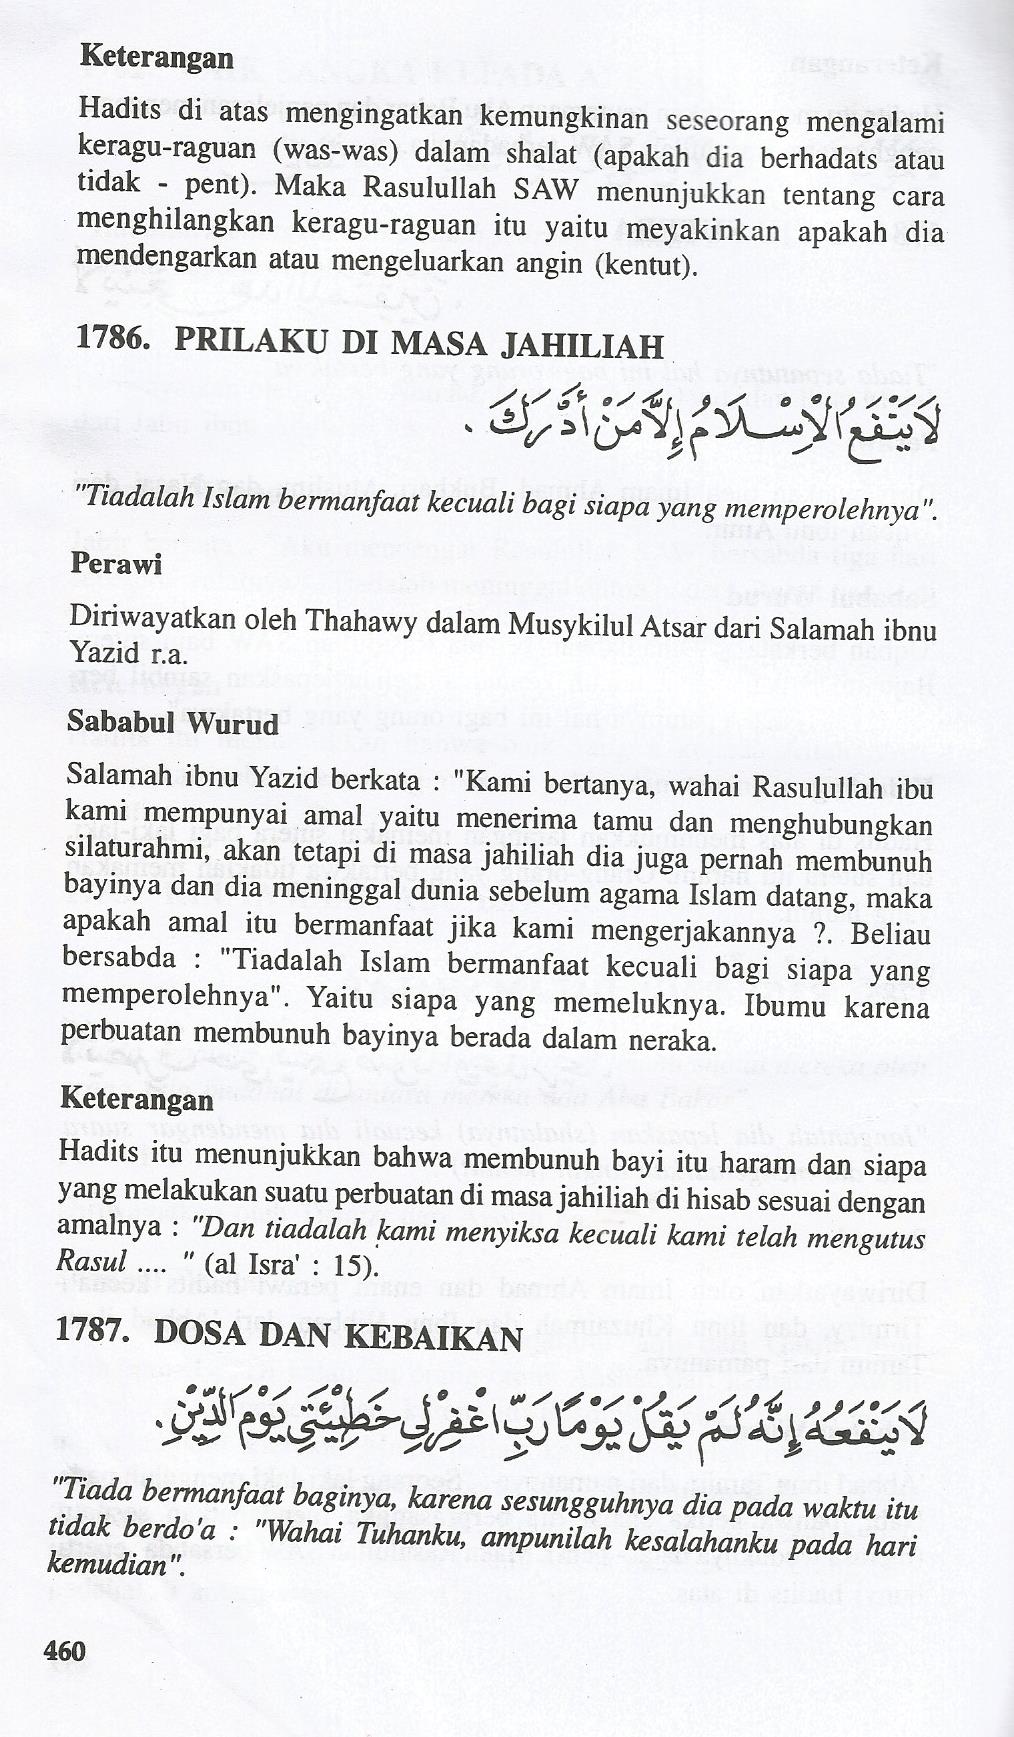 Keterangan
Hadits di atas mengingatkan kemungkinan seseorang mengalami
keragu-raguan (was-was) dalam shalat (apakah dia berhadats atau
tidak - pent). Maka Rasulullah SAW menunjukkan tentang cara
menghilangkan keragu-raguan itu yaitu meyakinkan apakah dia
mendengarkan atau mengeluarkan angin (kentut).
1786. PRILAKU DI MASA JAHILIAH
لَا يَنْفَعُ الْاِسْلَامُ إِلَّا مَنْ أَدْرَكَ .
"Tiadalah Islam bermanfaat kecuali bagi siapa yang memperolehnya".
Perawi
Diriwayatkan oleh Thahawy dalam Musykilul Atsar dari Salamah ibnu
Yazid r.a.
Sababul Wurud
Salamah ibnu Yazid berkata : "Kami bertanya, wahai Rasulullah ibu
kami mempunyai amal yaitu menerima tamu dan menghubungkan
silaturahmi, akan tetapi di masa jahiliah dia juga pernah membunuh
bayinya dan dia meninggal dunia sebelum agama Islam datang, maka
apakah amal itu bermanfaat jika kami mengerjakannya ?. Beliau
bersabda : "Tiadalah Islam bermanfaat kecuali bagi siapa yang
memperolehnya". Yaitu siapa yang memeluknya. Ibumu karena
perbuatan membunuh bayinya berada dalam neraka.
Keterangan
Hadits itu menunjukkan bahwa membunuh bayi itu haram dan siapa
yang melakukan suatu perbuatan di masa jahiliah di hisab sesuai dengan
amalnya : "Dan tiadalah kami menyiksa kecuali kami telah mengutus
Rasul .... " (al Isra' : 15).
1787. DOSA DAN KEBAIKAN
لَا يَنْفَعُهُ إِنَّهُ لَمْ يَقُلْ يَوْمًا رَبِّ اغْفِرْ لِي خَطِيْئَتِي يَوْمَ الدِّيْنِ .
"Tiada bermanfaat baginya, karena sesungguhnya dia pada waktu itu
tidak berdo'a : "Wahai Tuhanku, ampunilah kesalahanku pada hari
kemudian".
460